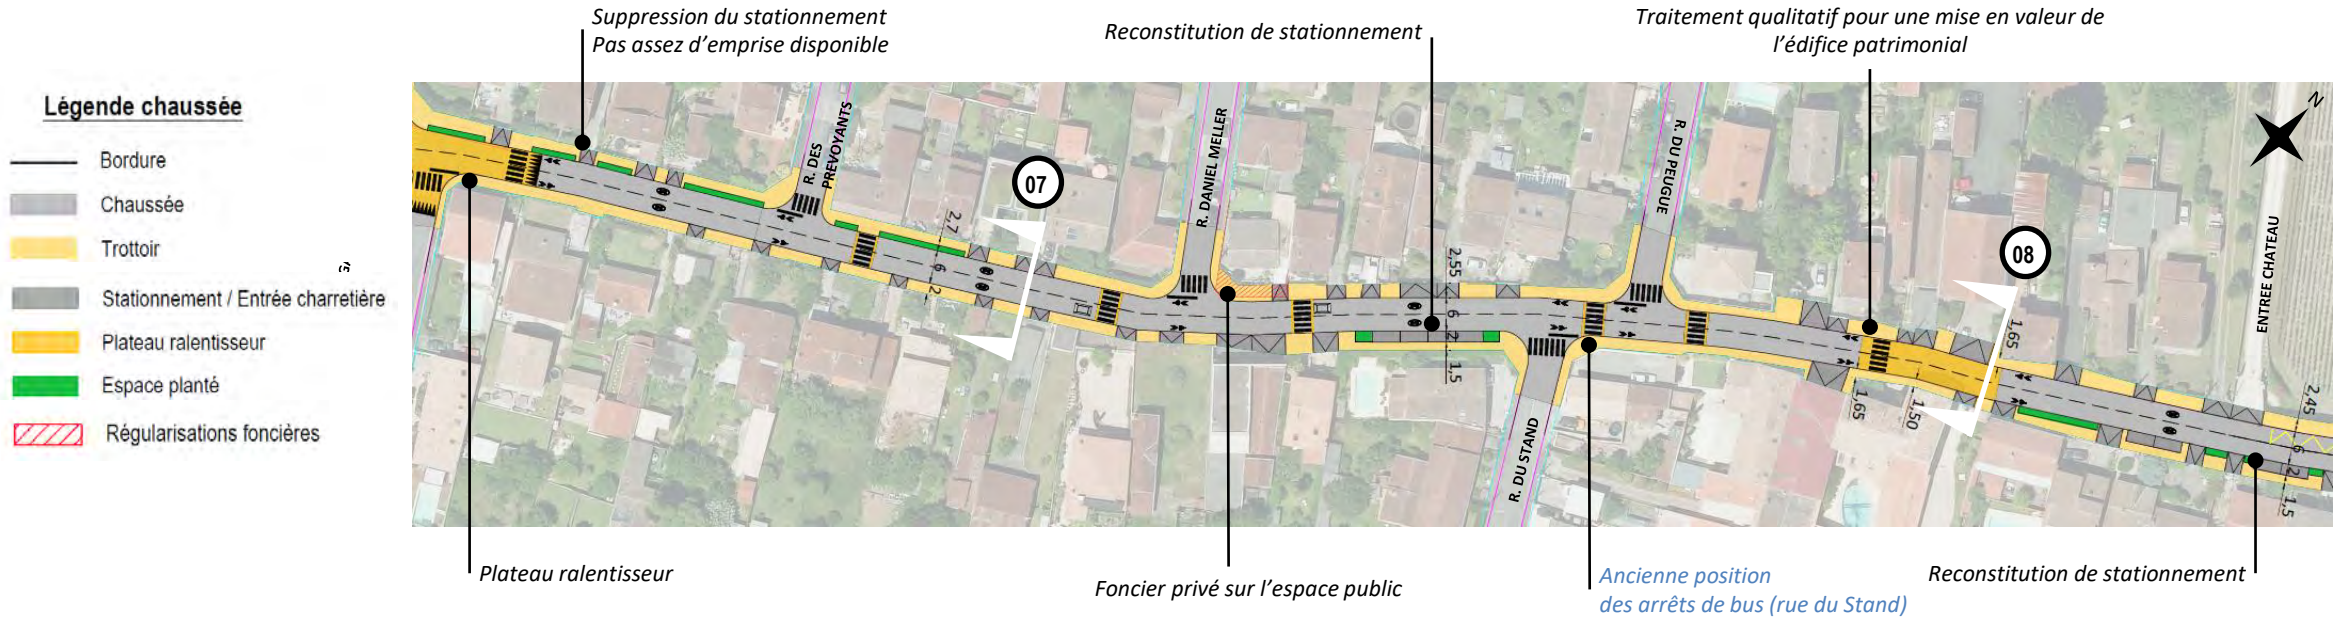 Suppression du stationnement
Pas assez d’emprise disponible
Reconstitution de stationnement
Traitement qualitatif pour une mise en valeur de
l’édifice patrimonial
Légende chaussée
Bordure
Chaussée
Trottoir
Stationnement / Entrée charretière
Plateau ralentisseur
Espace planté
Régularisations foncières
R. DES
PREVOYANTS
07
R. DANIEL MELLER
R. DU PEUGUE
08
N
ENTREE CHATEAU
R. DU STAND
2,7
6
2
2,55
6
2
1,5
1,65
1,50
1,65
2,45
6
2
1,5
Plateau ralentisseur
Foncier privé sur l’espace public
Ancienne position
des arrêts de bus (rue du Stand)
Reconstitution de stationnement